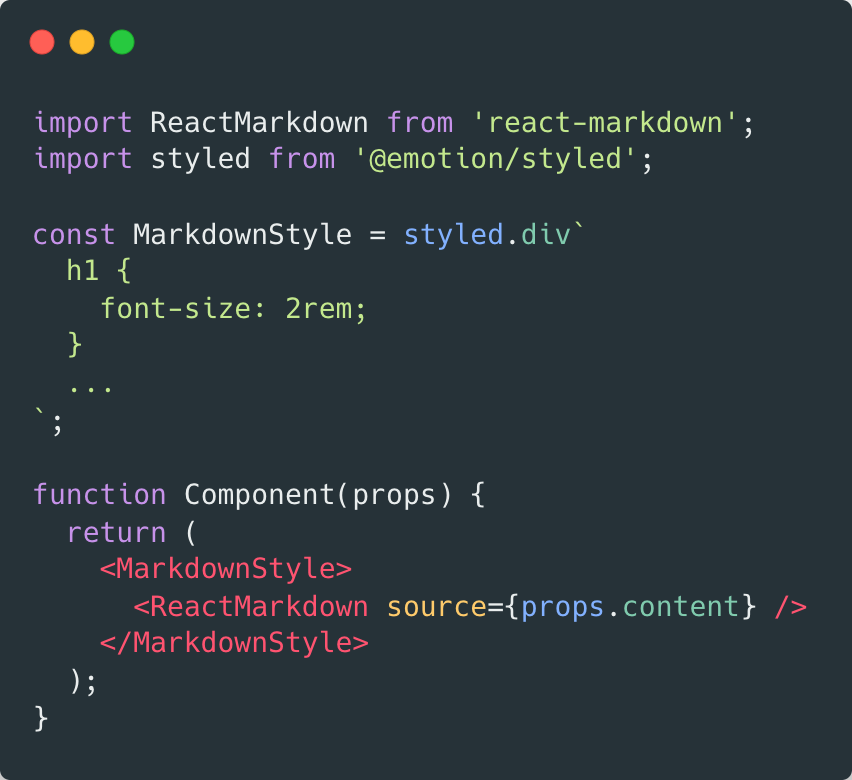 import ReactMarkdown from 'react-markdown';
import styled from '@emotion/styled';

const MarkdownStyle = styled.div`
  h1 {
    font-size: 2rem;
  }
  ...
`;

function Component(props) {
  return (
    <MarkdownStyle>
      <ReactMarkdown source={props.content} />
    </MarkdownStyle>
  );
}